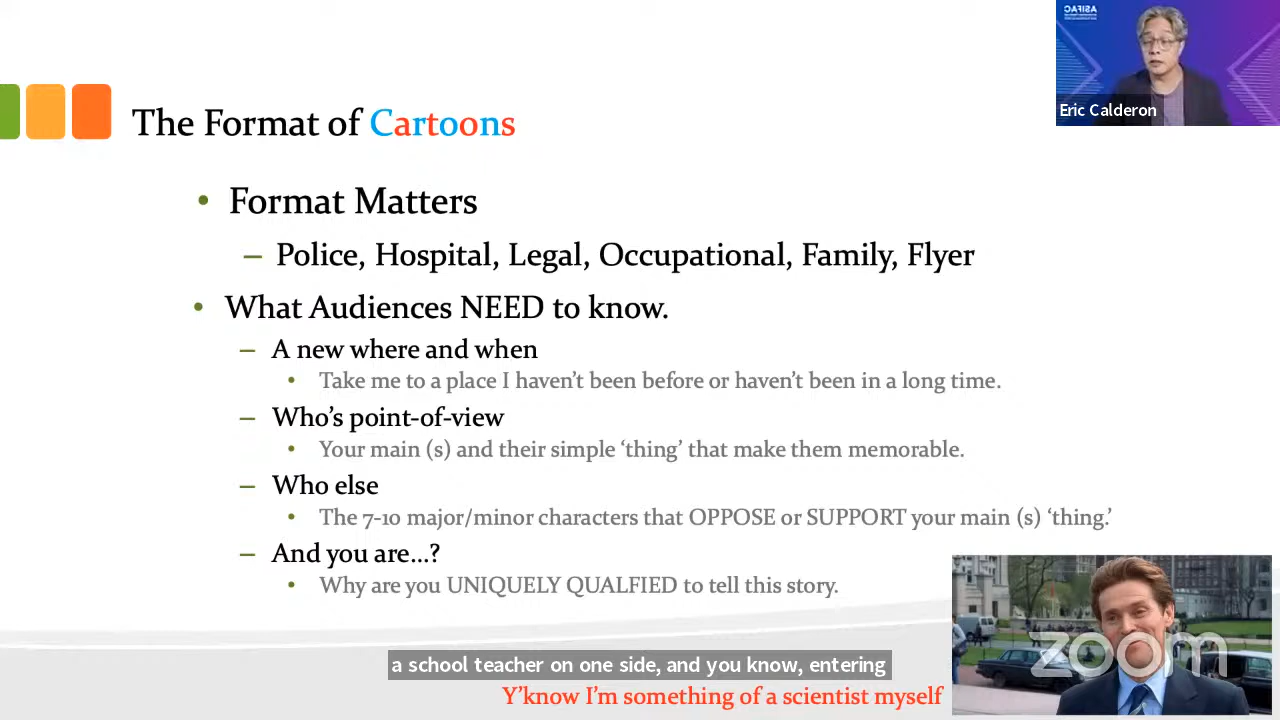 ASIFAC
Eric Calderon
The Format of Cartoons
• Format Matters
– Police, Hospital, Legal, Occupational, Family, Flyer
• What Audiences NEED to know.
– A new where and when
• Take me to a place I haven't been before or haven't been in a long time.
– Who's point-of-view
• Your main (s) and their simple 'thing' that make them memorable.
– Who else
• The 7-10 major/minor characters that OPPOSE or SUPPORT your main (s) 'thing.'
– And you are...?
• Why are you UNIQUELY QUALFIED to tell this story.
zoom
a school teacher on one side, and you know, entering
Y'know I'm something of a scientist myself